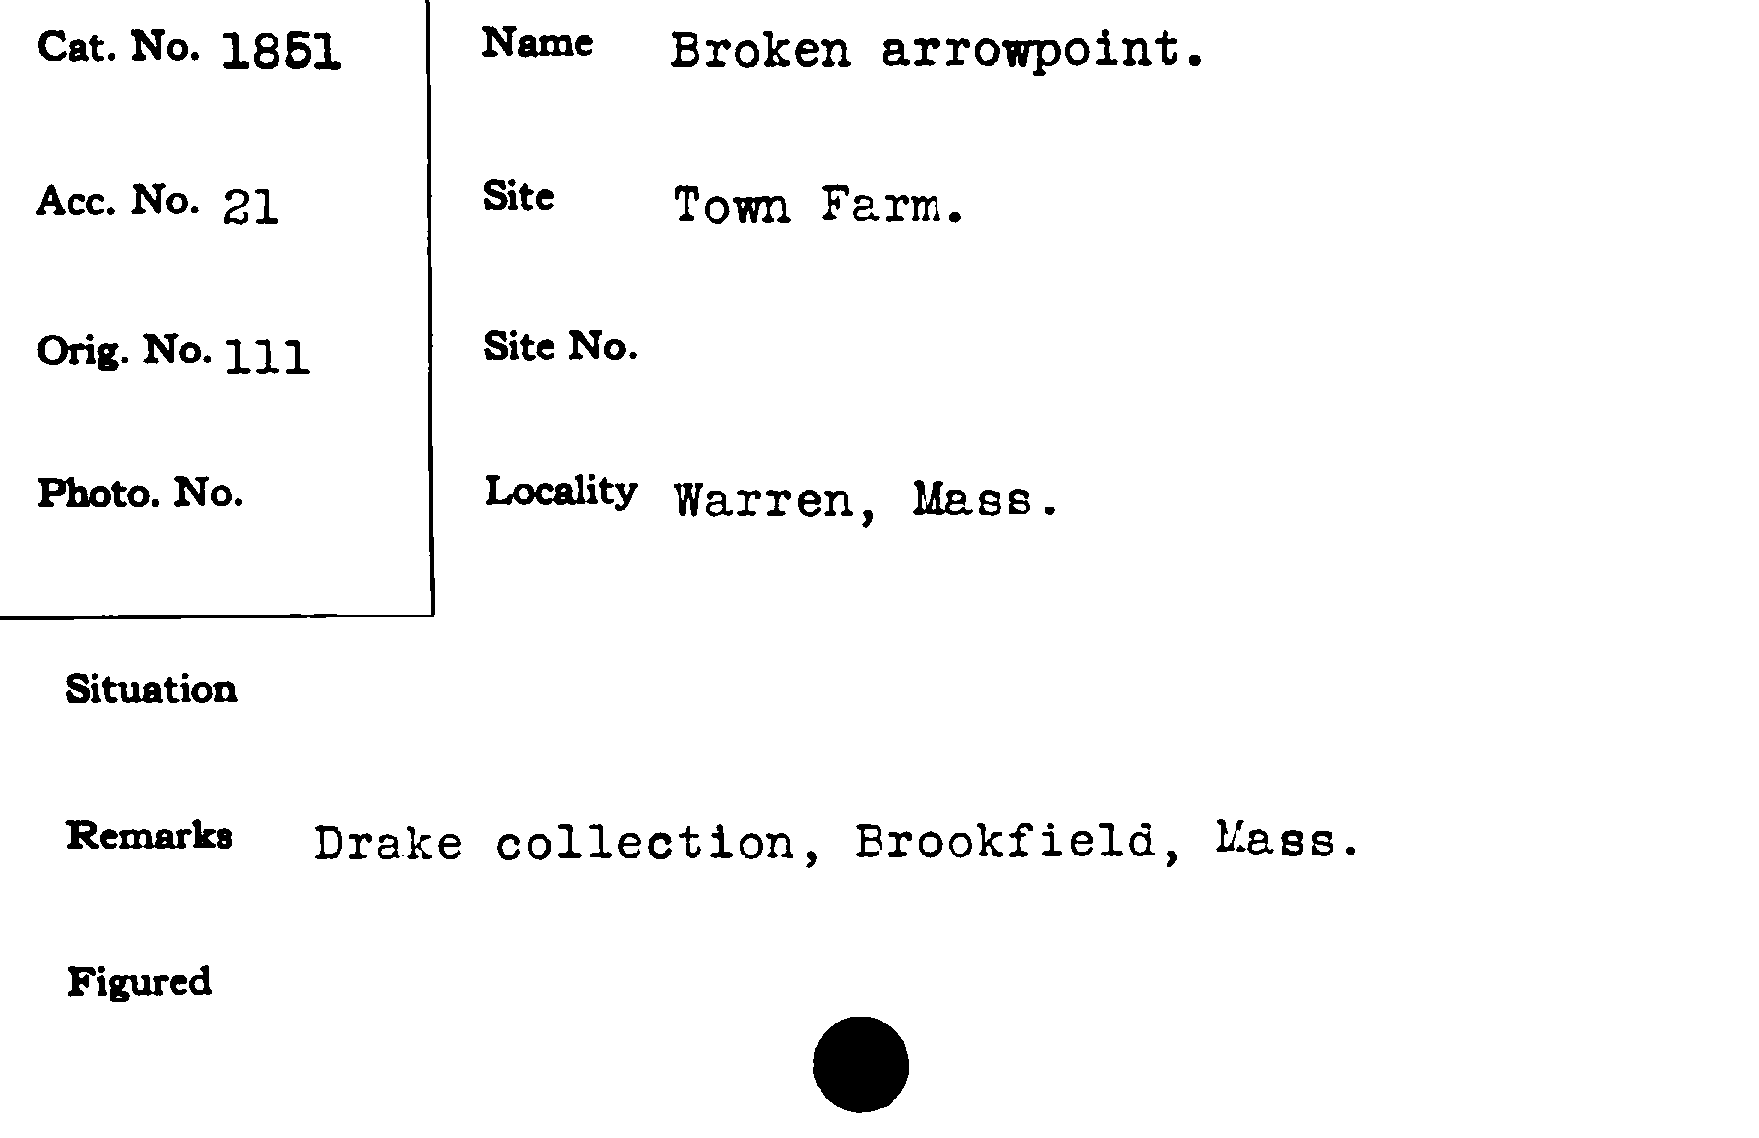 Cat. No. 1851
Name Broken arrowpoint.
Acc. No. 21
Site Town Farm.
Orig. No. 111
Site No.
Photo. No.
Locality Warren, Mass.
Situation
Remarks Drake collection, Brookfield, Mass.
Figured